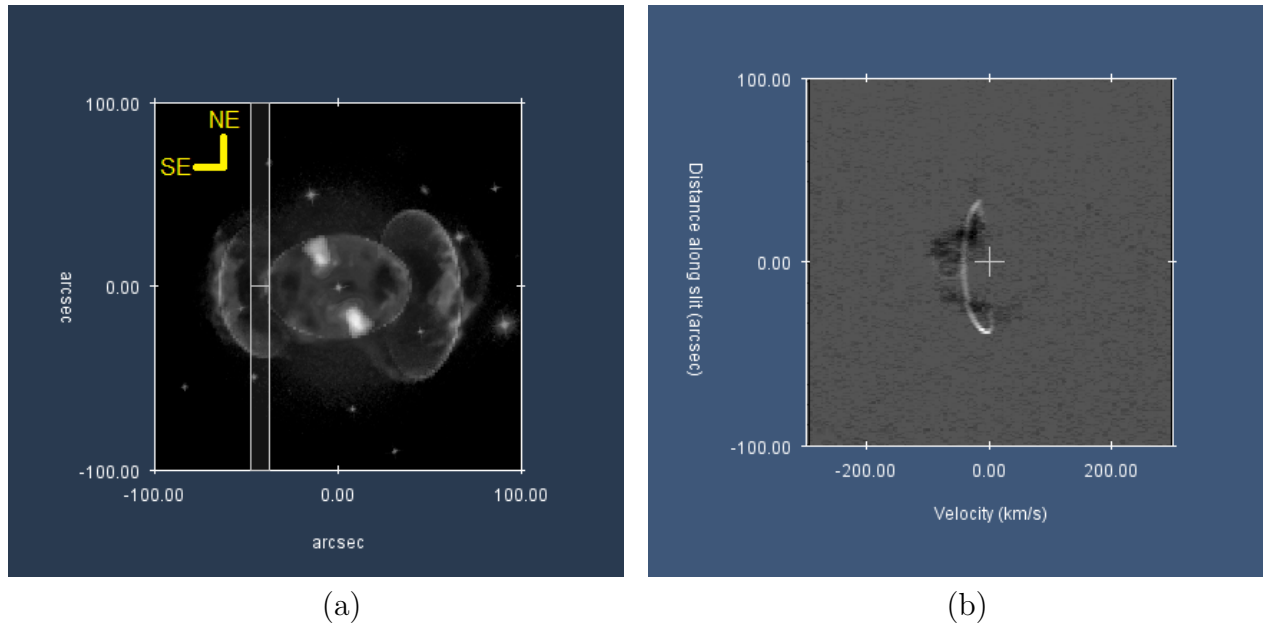 100.00
NE
SE
arcsec
0.00
-100.00
-100.00
0.00
100.00
arcsec
(a)
100.00
Distance along slit (arcsec)
0.00
-100.00
-200.00
0.00
200.00
Velocity (km/s)
(b)